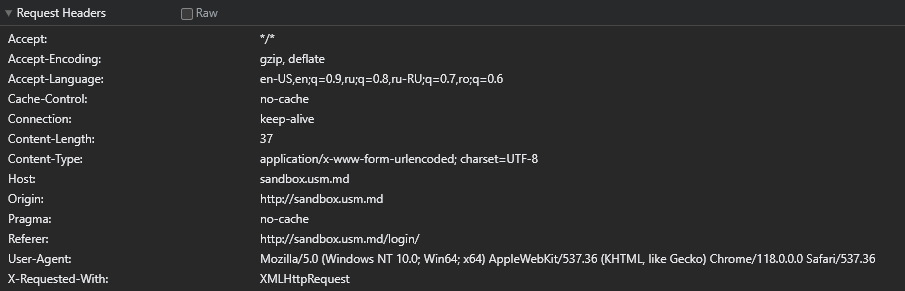 Request Headers Raw
Accept: */*
Accept-Encoding: gzip, deflate
Accept-Language: en-US,en;q=0.9,ru;q=0.8,ru-RU;q=0.7,ro;q=0.6
Cache-Control: no-cache
Connection: keep-alive
Content-Length: 37
Content-Type: application/x-www-form-urlencoded; charset=UTF-8
Host: sandbox.usm.md
Origin: http://sandbox.usm.md
Pragma: no-cache
Referer: http://sandbox.usm.md/login/
User-Agent: Mozilla/5.0 (Windows NT 10.0; Win64; x64) AppleWebKit/537.36 (KHTML, like Gecko) Chrome/118.0.0.0 Safari/537.36
X-Requested-With: XMLHttpRequest